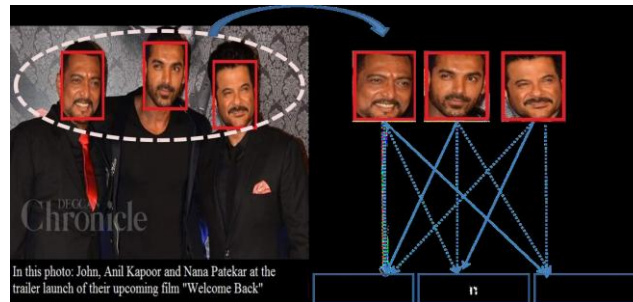 DECCAN
Chronicle
In this photo: John, Anil Kapoor and Nana Patekar at the
trailer launch of their upcoming film "Welcome Back"
n